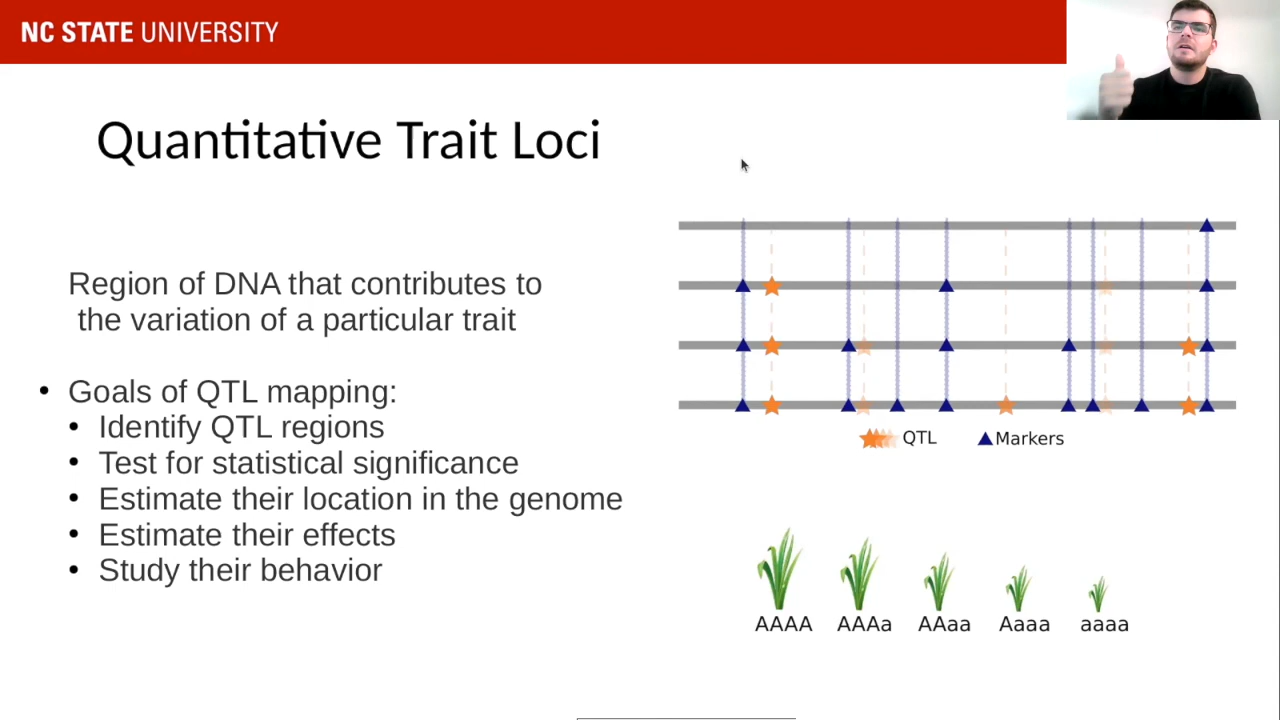 NC STATE UNIVERSITY
Quantitative Trait Loci
Region of DNA that contributes to
the variation of a particular trait
• Goals of QTL mapping:
• Identify QTL regions
• Test for statistical significance
• Estimate their location in the genome
• Estimate their effects
• Study their behavior
QTL Markers
AAAA AAAa AAaa Aaaa aaaa